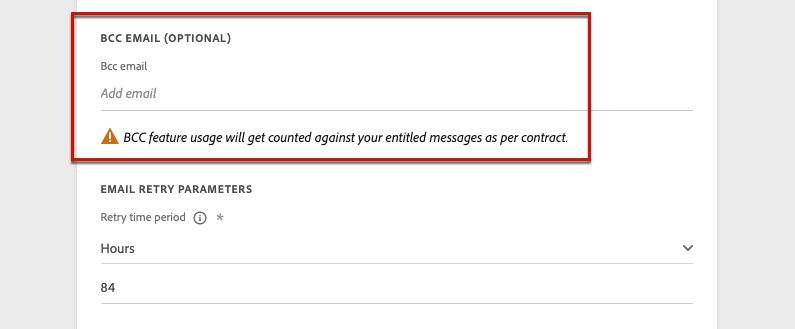 BCC EMAIL (OPTIONAL)
Bcc email
Add email
BCC feature usage will get counted against your entitled messages as per contract.
EMAIL RETRY PARAMETERS
Retry time period *
Hours
84